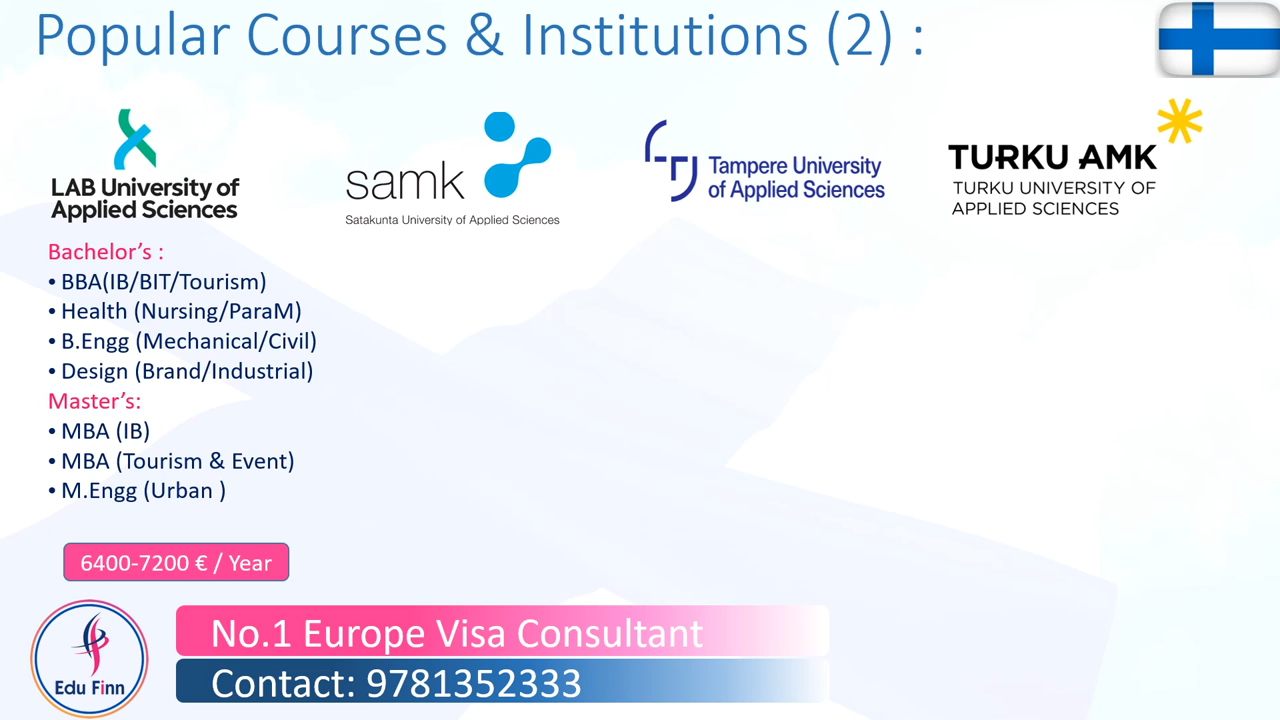 Popular Courses & Institutions (2) :
LAB University of
Applied Sciences
samk
Satakunta University of Applied Sciences
Tampere University
of Applied Sciences
TURKU AMK
TURKU UNIVERSITY OF
APPLIED SCIENCES
Bachelor’s :
• BBA(IB/BIT/Tourism)
• Health (Nursing/ParaM)
• B.Engg (Mechanical/Civil)
• Design (Brand/Industrial)
Master’s:
• MBA (IB)
• MBA (Tourism & Event)
• M.Engg (Urban )
6400-7200 € / Year
Edu Finn
No.1 Europe Visa Consultant
Contact: 9781352333